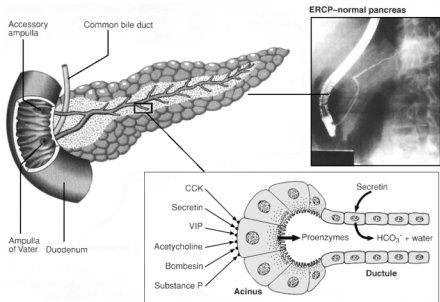 ERCP–normal pancreas
Accessory
ampulla
Common bile duct
Ampulla
of Vater
Duodenum
CCK
Secretin
VIP
Acetycholine
Bombesin
Substance P
Acinus
Proenzymes
Secretin
HCO₃⁻ + water
Ductule